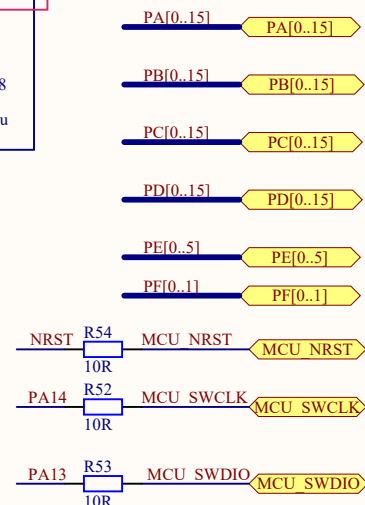 PA[0..15] PA[0..15]
8
PB[0..15] PB[0..15]
u
PC[0..15] PC[0..15]
PD[0..15] PD[0..15]
PE[0..5] PE[0..5]
PF[0..1] PF[0..1]
NRST R54 MCU_NRST MCU_NRST
10R
PA14 R52 MCU_SWCLK MCU_SWCLK
10R
PA13 R53 MCU_SWDIO MCU_SWDIO
10R